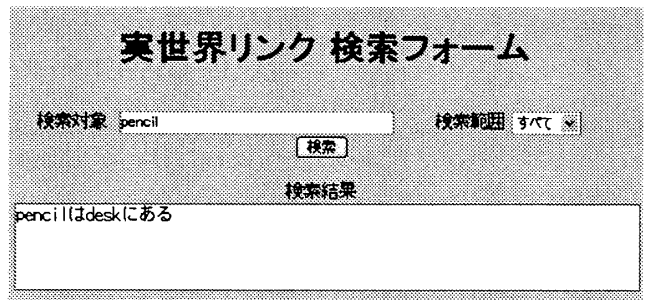 実世界リンク 検索フォーム
検索対象 pencil 検索範囲 すべて
検索
検索結果
pencilはdeskにある